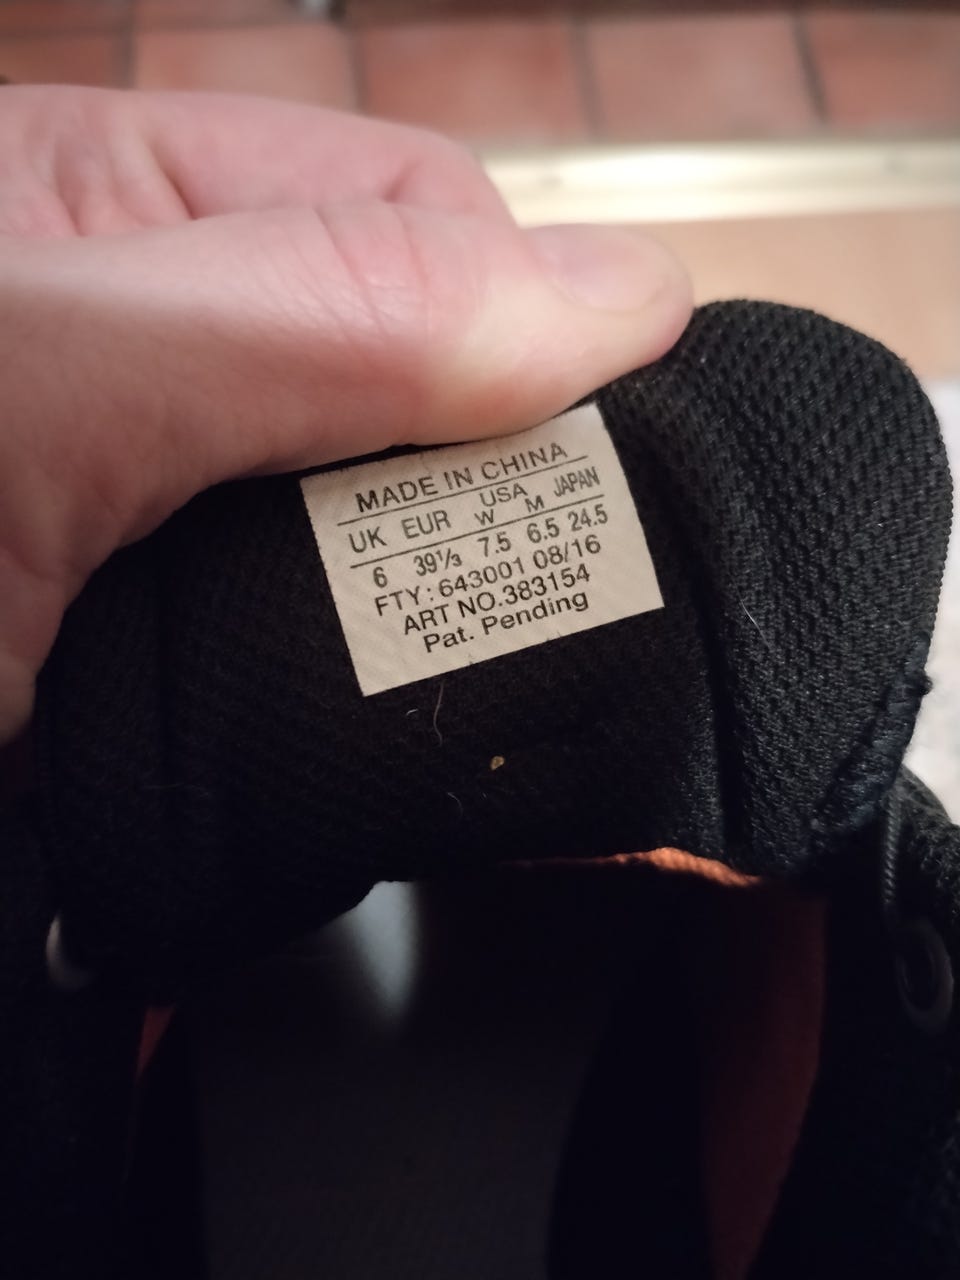 MADE IN CHINA
UK EUR USA JAPAN
W M
6 39⅓ 7.5 6.5 24.5
FTY: 643001 08/16
ART NO.383154
Pat. Pending